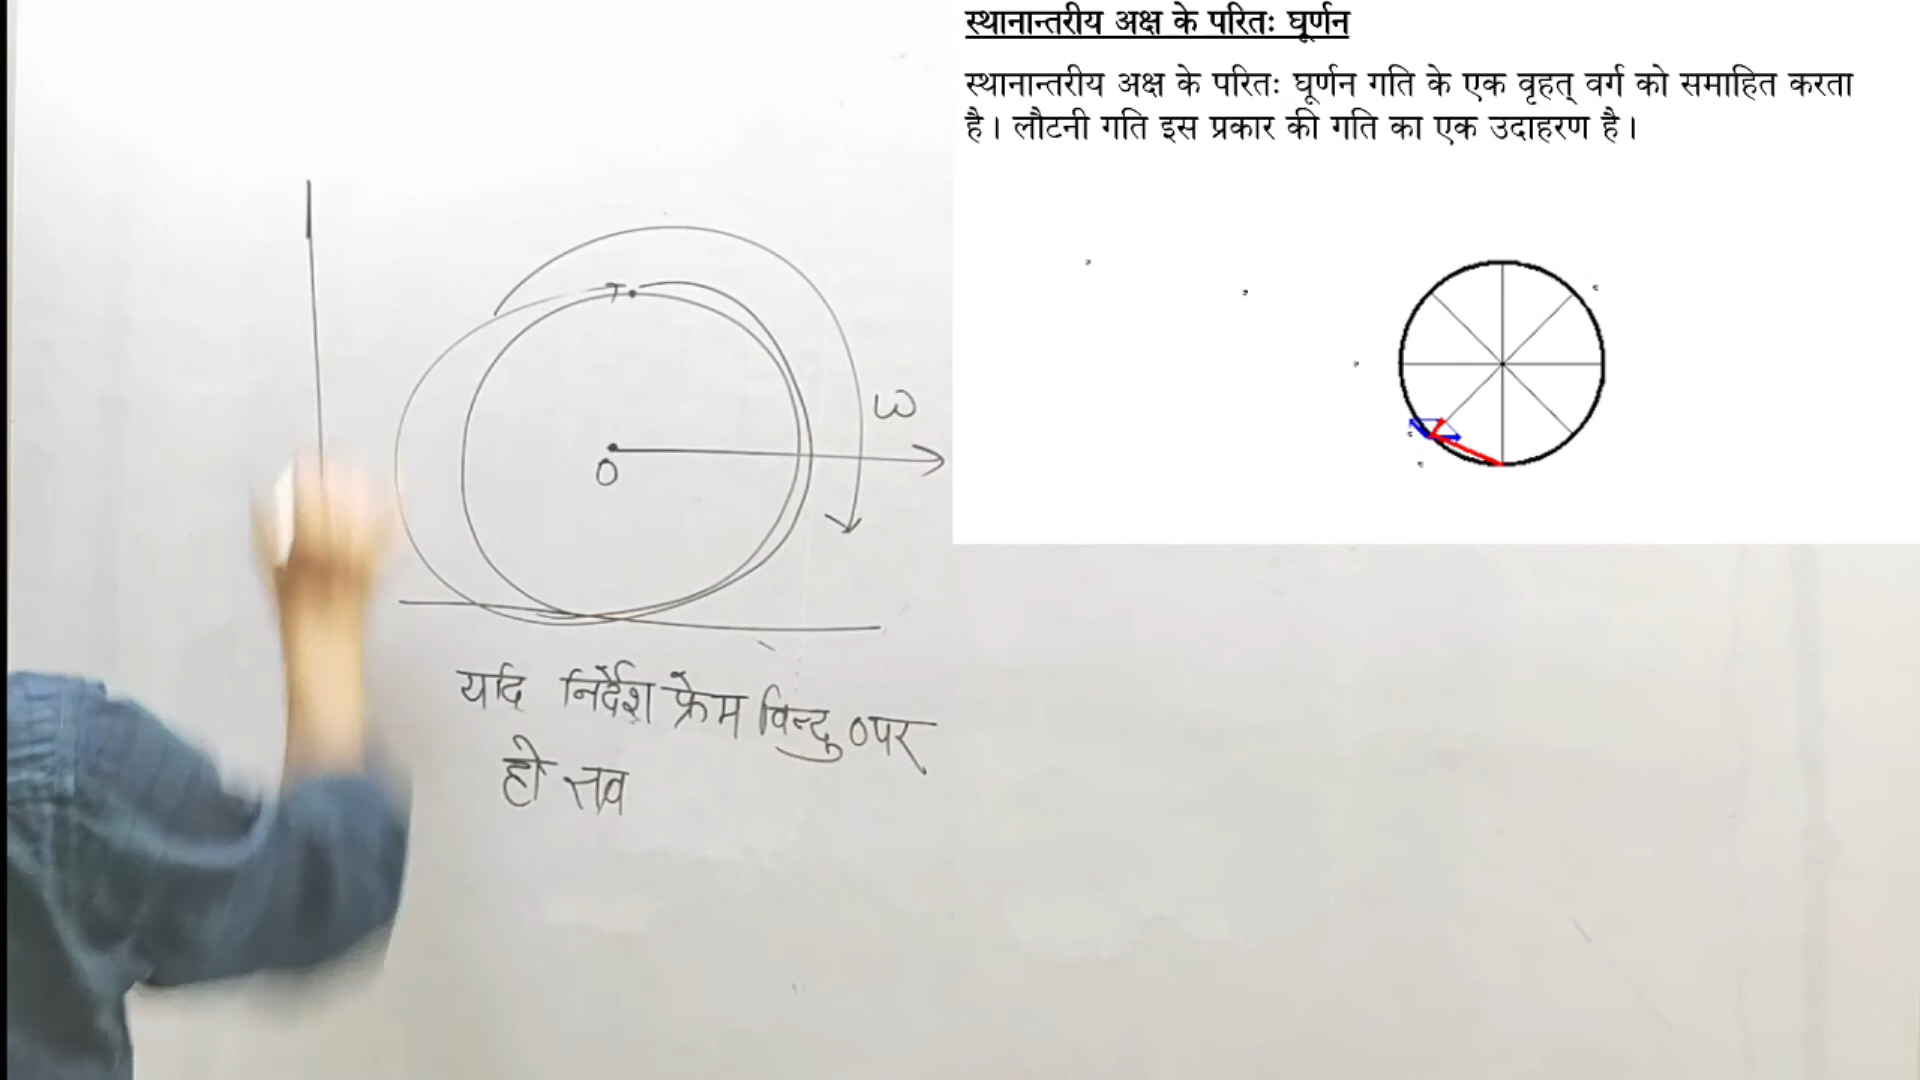 स्थानान्तरीय अक्ष के परितः घूर्णन
स्थानान्तरीय अक्ष के परितः घूर्णन गति के एक वृहत् वर्ग को समाहित करता
है। लौटनी गति इस प्रकार की गति का एक उदाहरण है।
ω
O
यदि निर्देश फ्रेम विन्दु O पर
हो तव